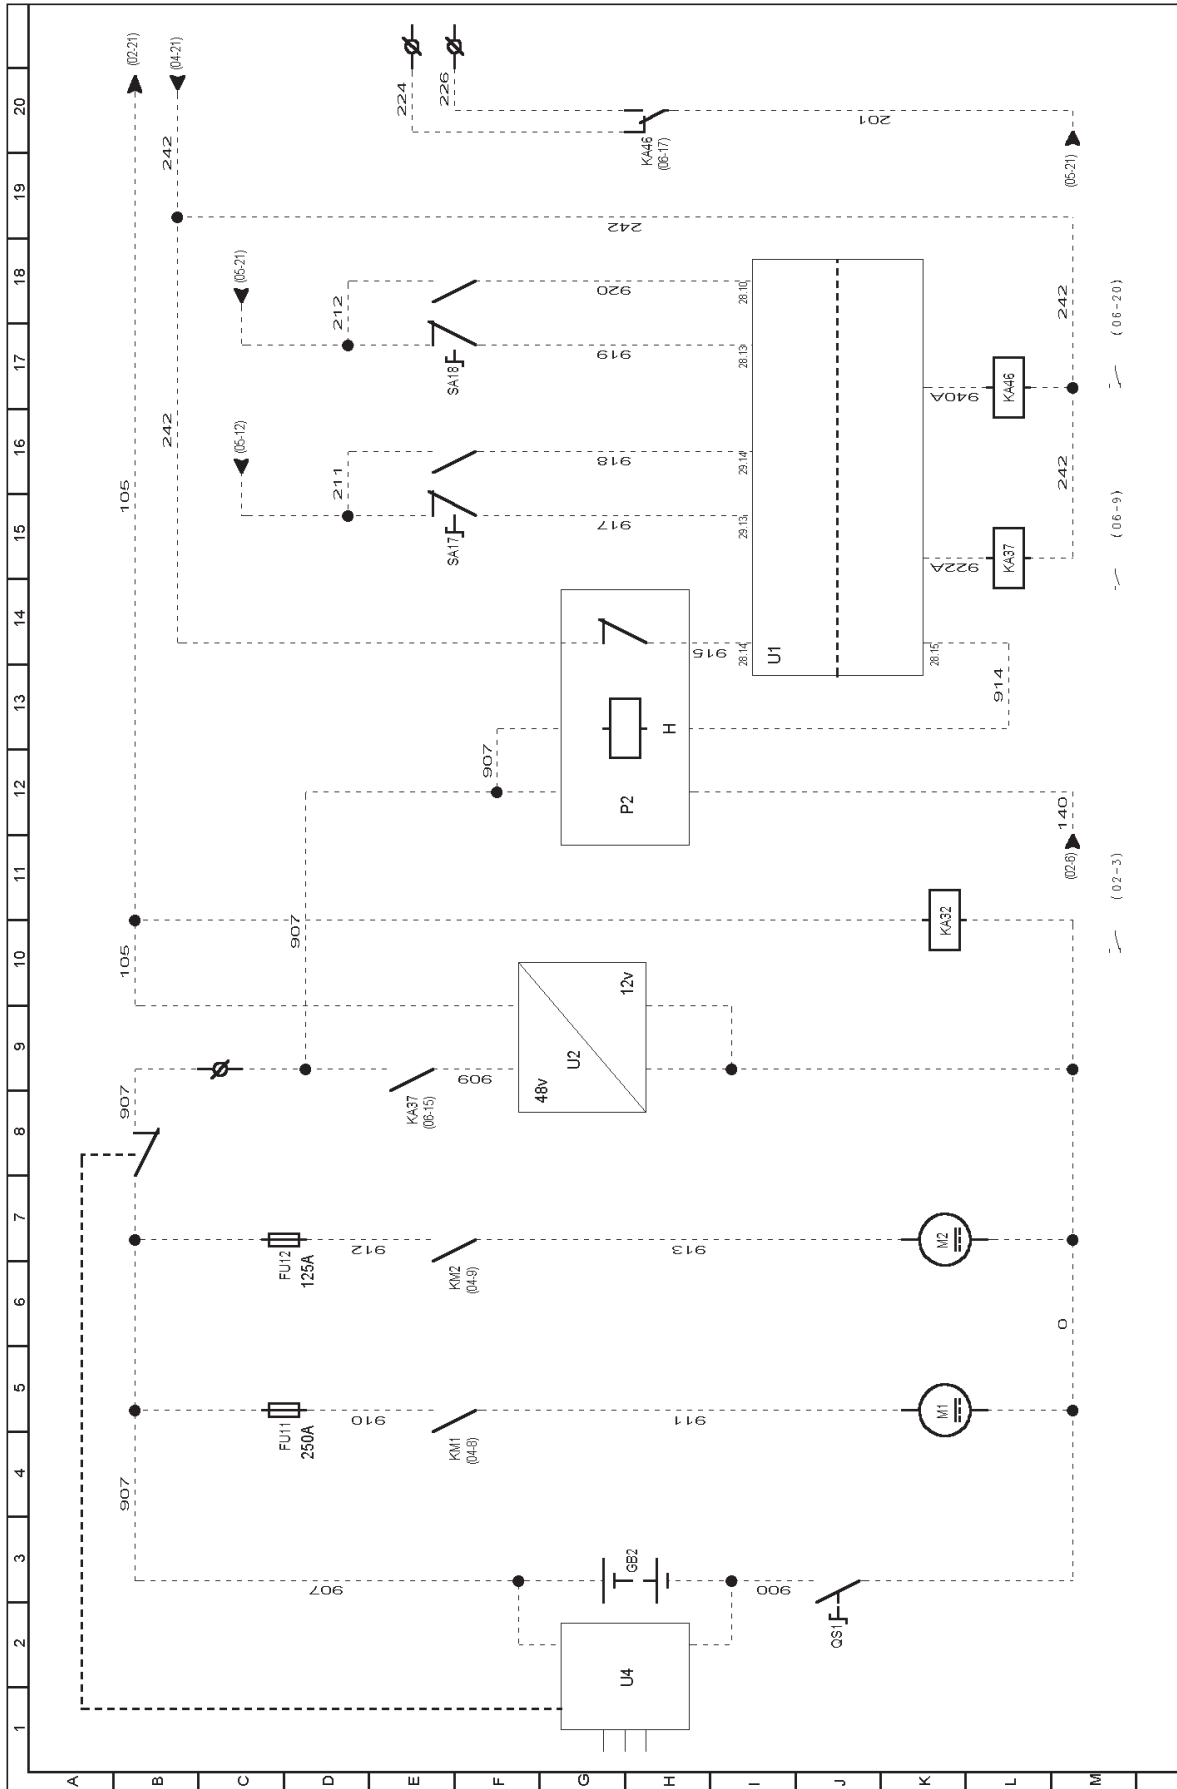 1
2
3
4
5
6
7
8
9
10
11
12
13
14
15
16
17
18
19
20
A
B
C
D
E
F
G
H
I
J
K
L
M
U4
907
907
GB2
900
QS1
FU11
250A
910
KM1
(04-8)
911
M1
0
FU12
125A
912
KM2
(04-9)
913
M2
907
KA37
(06-15)
909
48v
U2
12v
105
105
(02-21)
907
KA32
(02-3)
907
P2
H
140
(02-6)
914
915
28.14
28.15
U1
242
242
(04-21)
(05-12)
211
SA17
917
918
29.13
29.14
(05-21)
212
SA18
919
920
28.13
28.10
922A
KA37
(06-9)
940A
KA46
(06-20)
242
242
242
224
226
KA46
(06-17)
201
(05-21)